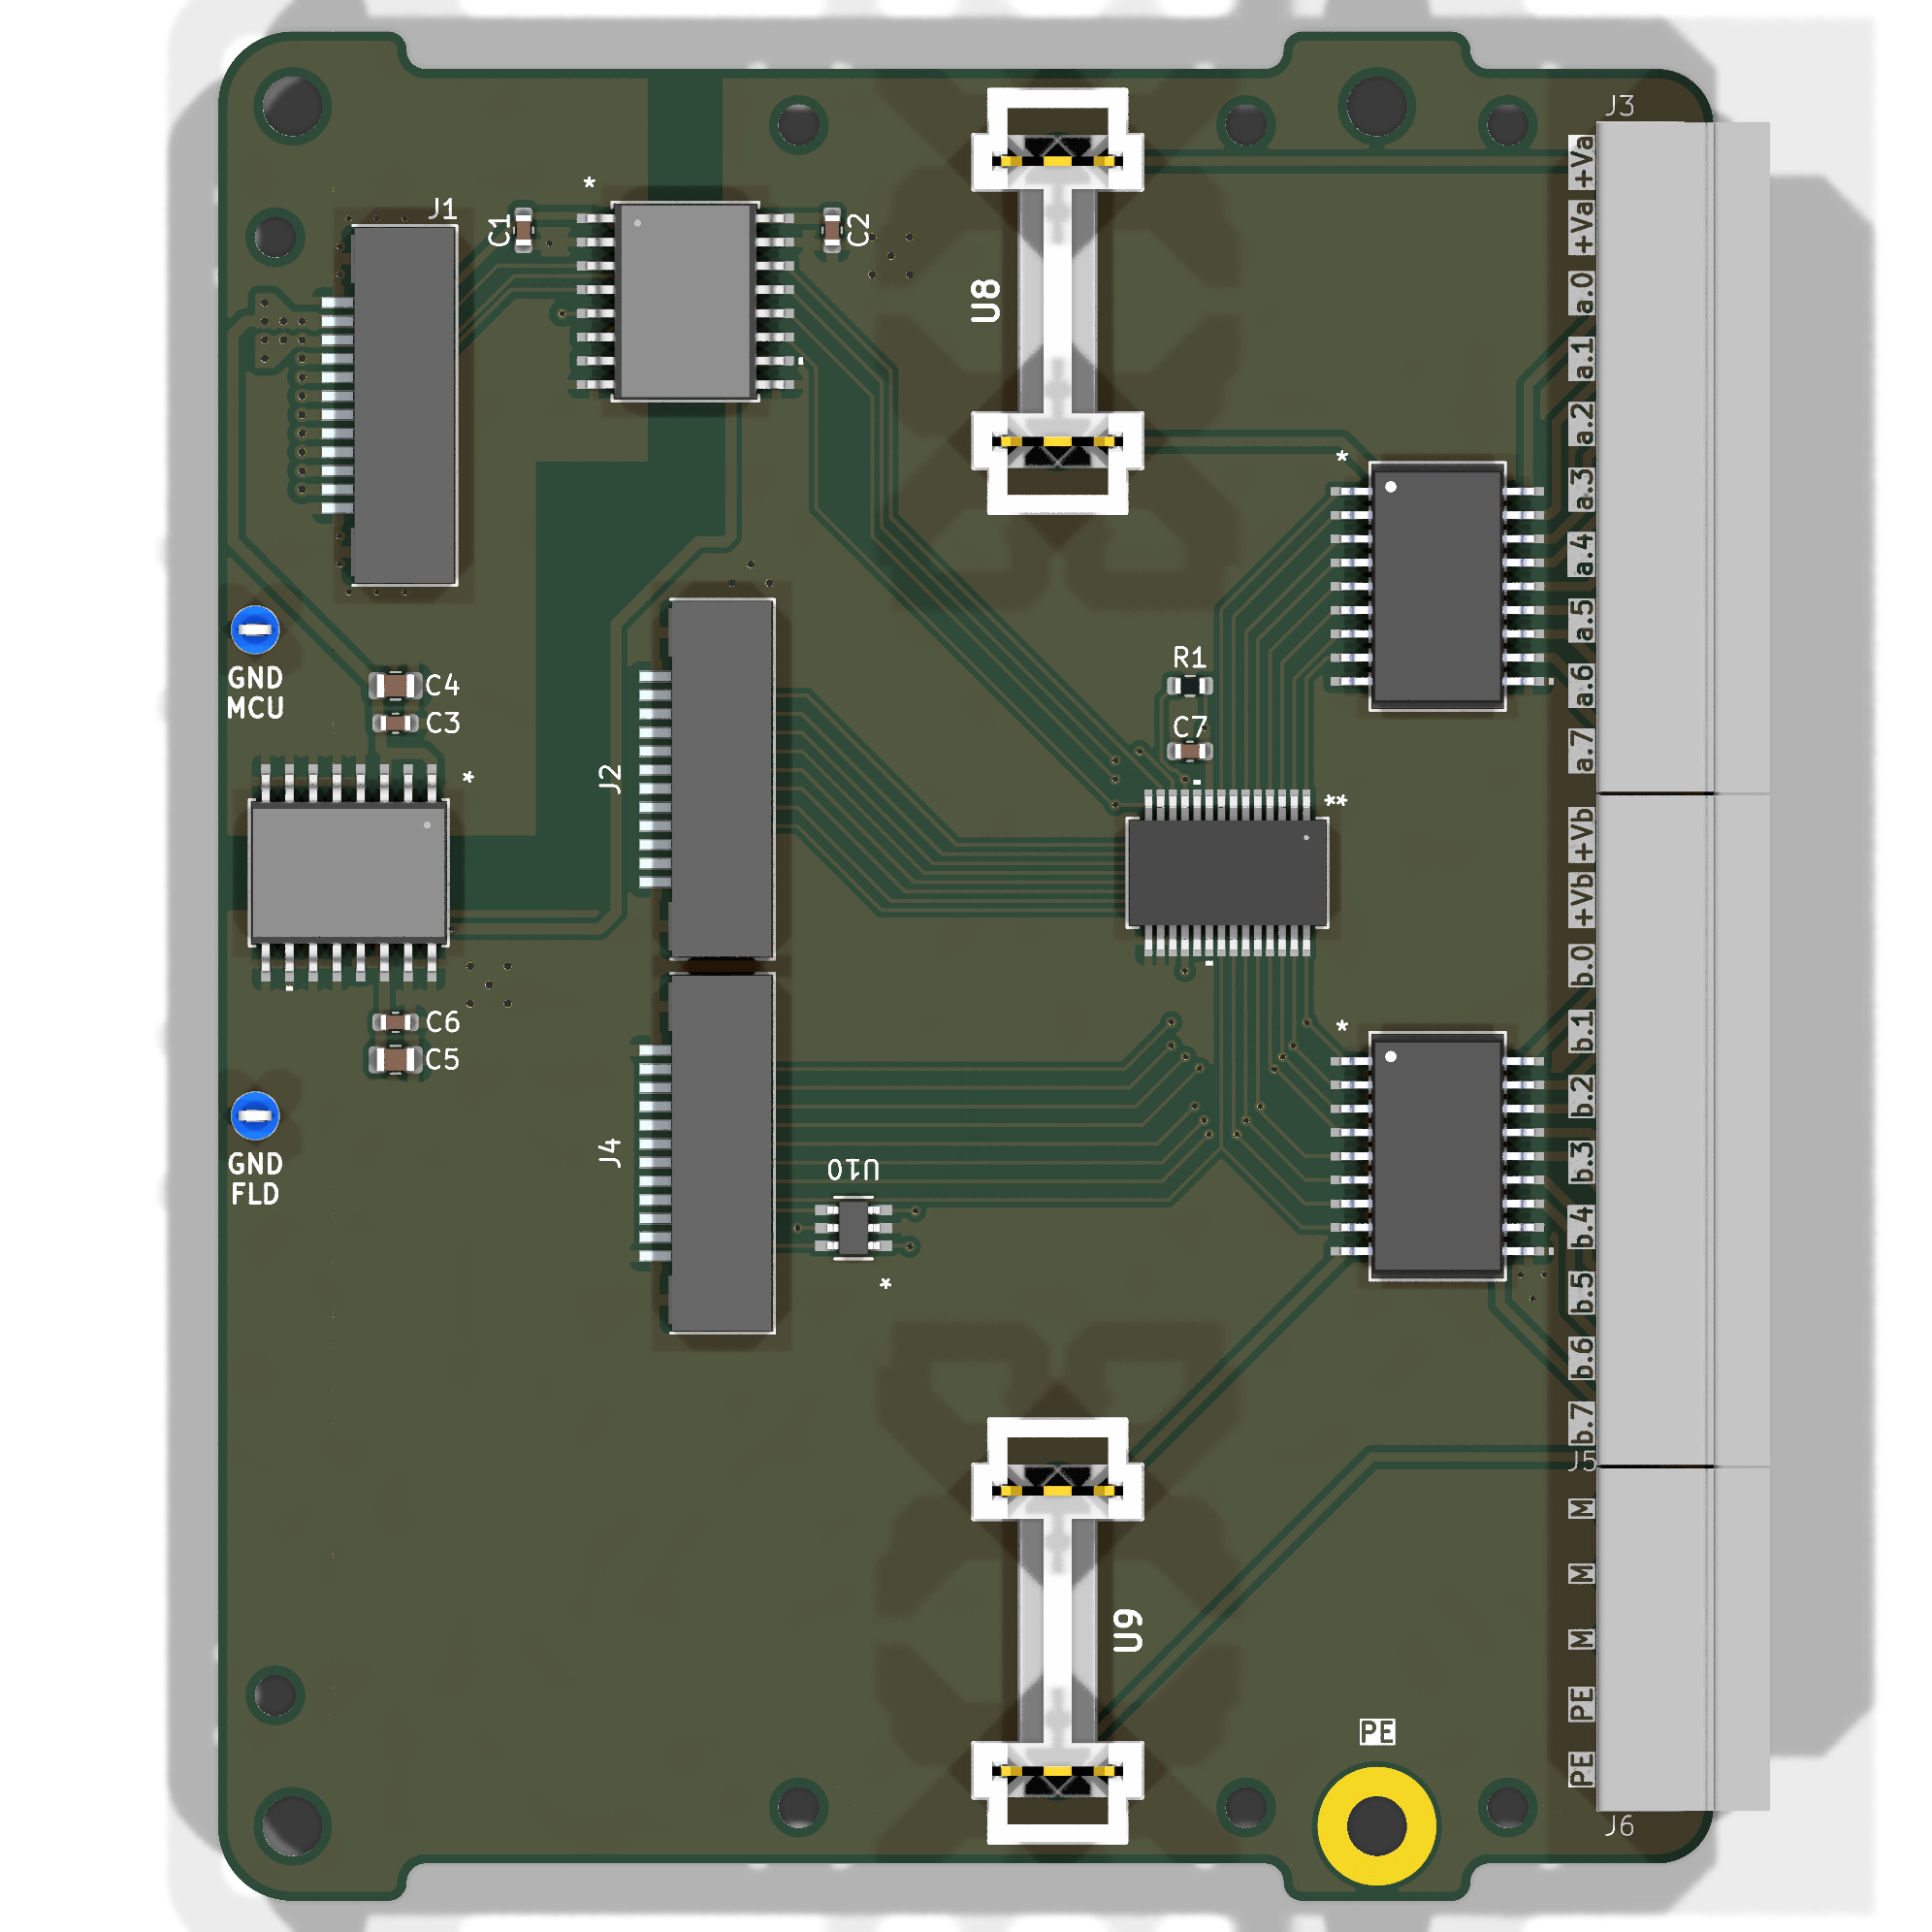 J3
+Va
+Va
a.0
a.1
a.2
a.3
a.4
a.5
a.6
a.7
+Vb
+Vb
b.0
b.1
b.2
b.3
b.4
b.5
b.6
b.7
J5
M
M
M
PE
PE
J6
*
J1
C1
C2
U8
*
GND
MCU
C4
C3
R1
C7
*
J2
**
C6
C5
*
GND
FLD
J4
U10
*
U9
PE